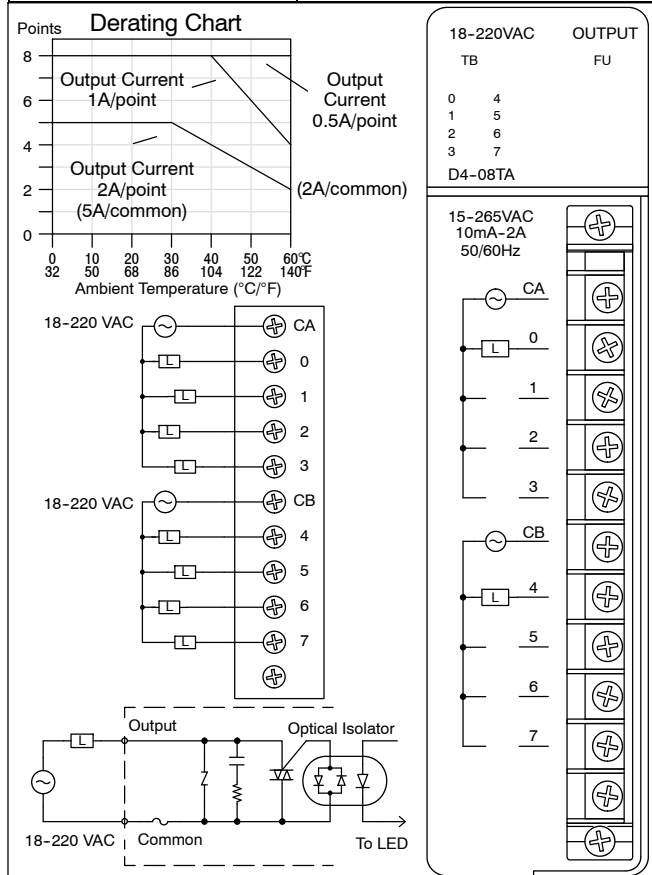 Derating Chart
Points
8
6
4
2
0
Output Current
1A/point
Output
Current
0.5A/point
Output Current
2A/point
(5A/common)
(2A/common)
0 10 20 30 40 50 60°C
32 50 68 86 104 122 140°F
Ambient Temperature (°C/°F)
18-220 VAC
CA
L 0
L 1
L 2
L 3
18-220 VAC
CB
L 4
L 5
L 6
L 7
Output
Optical Isolator
L
18-220 VAC
Common
To LED
18-220VAC OUTPUT
TB FU
0 4
1 5
2 6
3 7
D4-08TA
15-265VAC
10mA-2A
50/60Hz
CA
L 0
1
2
3
CB
L 4
5
6
7